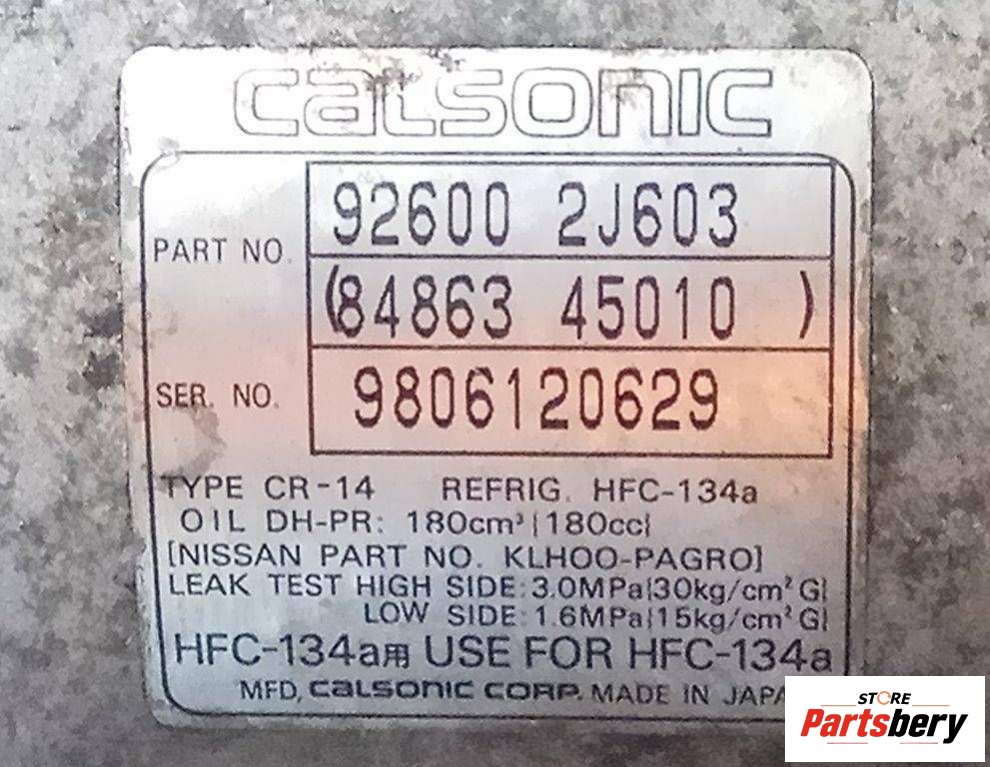 CALSONIC
PART NO. 92600 2J603
(84863 45010 )
SER. NO. 9806120629
TYPE CR-14 REFRIG. HFC-134a
OIL DH-PR: 180cm³{180cc}
[NISSAN PART NO. KLHOO-PAGRO]
LEAK TEST HIGH SIDE:3.0MPa{30kg/cm²G}
LOW SIDE:1.6MPa{15kg/cm²G}
HFC-134a用 USE FOR HFC-134a
MFD, CALSONIC CORP. MADE IN JAPA
STORE
Partsbery